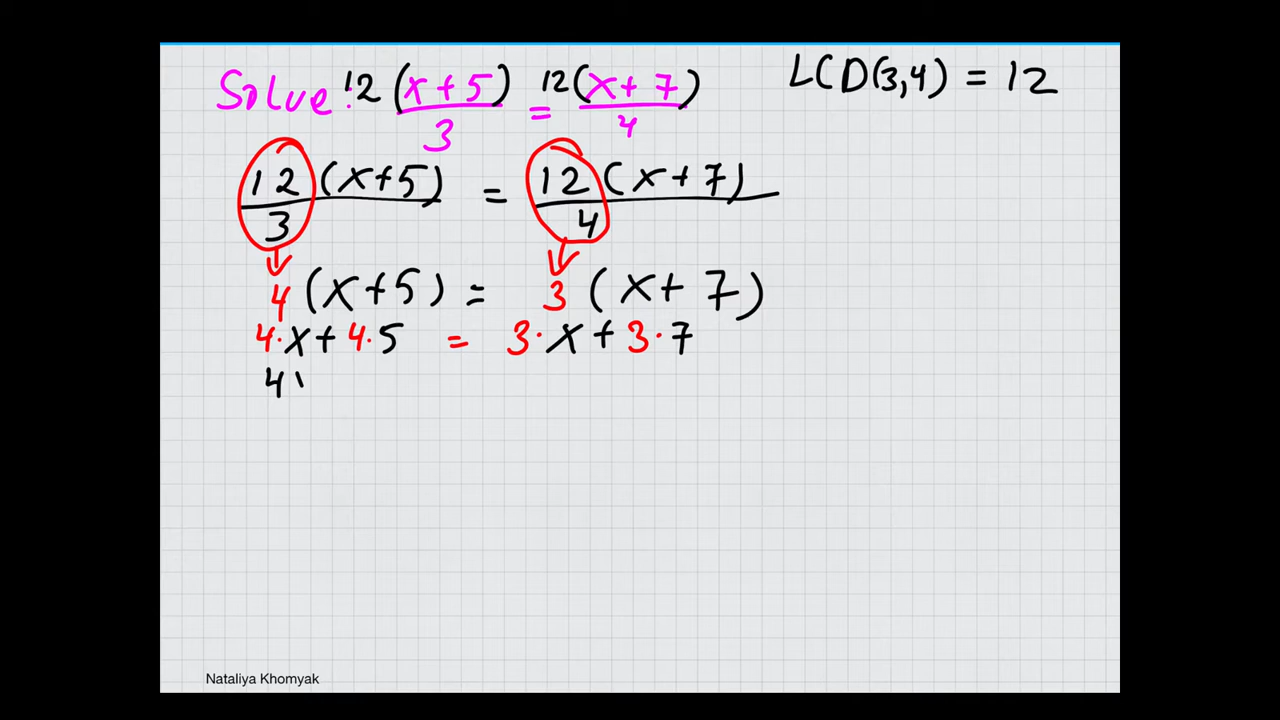 Solve: 12 (x+5)/3 = 12 (x+7)/4
LCD(3,4) = 12
12 (x+5)/3 = 12 (x+7)/4
4 (x+5) = 3 (x+7)
4·x+4·5 = 3·x+3·7
4
Nataliya Khomyak